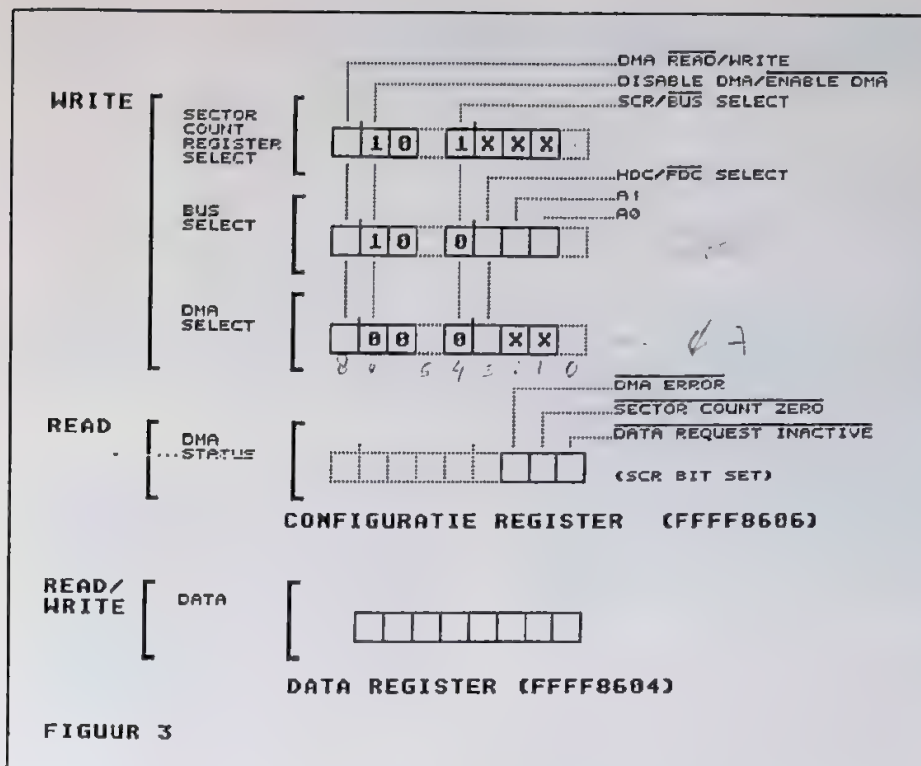 DMA READ/WRITE
DISABLE DMA/ENABLE DMA
SCR/BUS SELECT
WRITE
SECTOR
COUNT
REGISTER
SELECT
1 0 1 X X X
HDC/FDC SELECT
A1
A0
BUS
SELECT
1 0 0
DMA
SELECT
0 0 0 X X
8 6 4 1 0
DMA ERROR
SECTOR COUNT ZERO
DATA REQUEST INACTIVE
READ
DMA
STATUS
(SCR BIT SET)
CONFIGURATIE REGISTER (FFFF8606)
READ/
WRITE
DATA
DATA REGISTER (FFFF8604)
FIGUUR 3